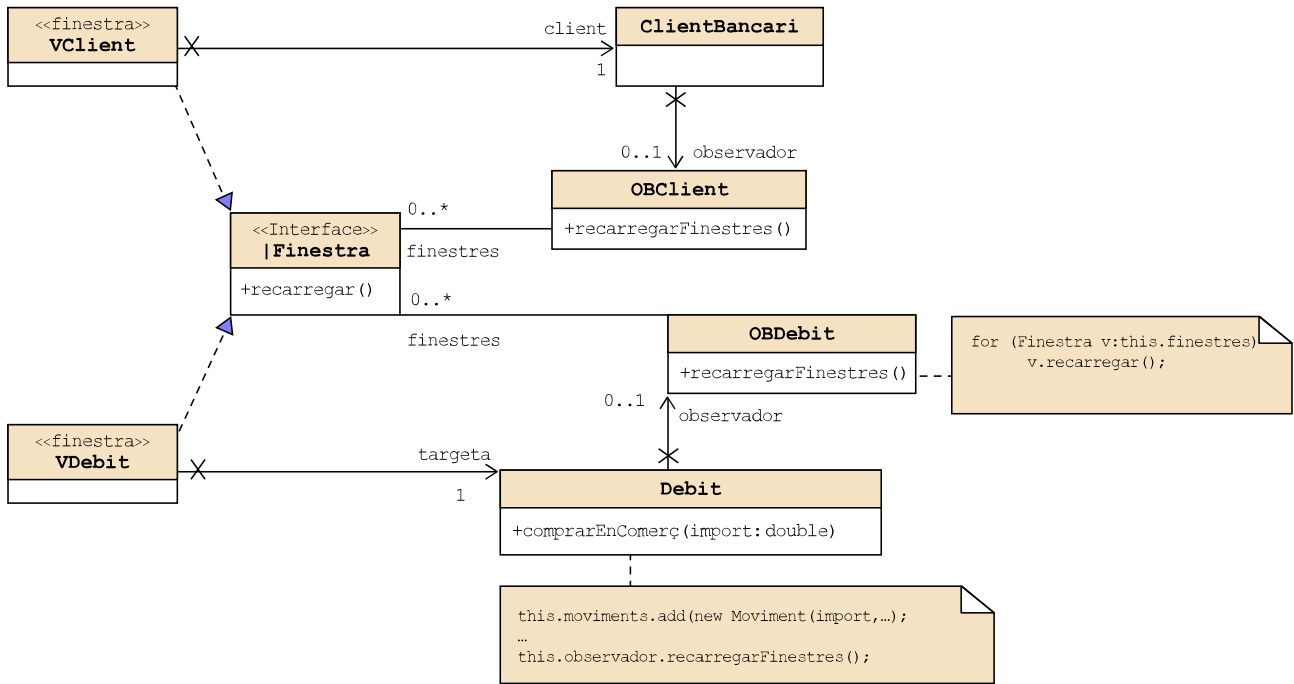 <<finestra>>
VClient
client
1
ClientBancari
0..1 observador
OBClient
+recarregarFinestres()
0..*
finestres
<<Interface>>
|Finestra
+recarregar()
0..*
finestres
OBDebit
+recarregarFinestres()
for (Finestra v:this.finestres)
v.recarregar();
0..1
observador
<<finestra>>
VDebit
targeta
1
Debit
+comprarEnComerç(import:double)
this.moviments.add(new Moviment(import,…);
…
this.observador.recarregarFinestres();